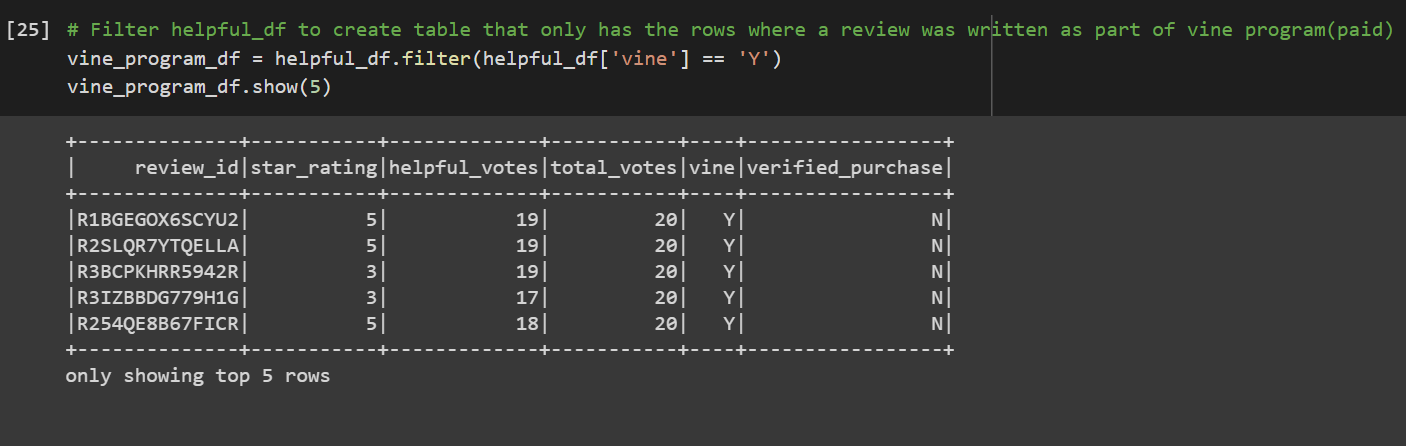 [25] # Filter helpful_df to create table that only has the rows where a review was written as part of vine program(paid)
vine_program_df = helpful_df.filter(helpful_df['vine'] == 'Y')
vine_program_df.show(5)
+--------------+-----------+-------------+-----------+----+-----------------+
|     review_id|star_rating|helpful_votes|total_votes|vine|verified_purchase|
+--------------+-----------+-------------+-----------+----+-----------------+
|R1BGEGOX6SCYU2|          5|           19|         20|   Y|                N|
|R2SLQR7YTQELLA|          5|           19|         20|   Y|                N|
|R3BCPKHRR5942R|          3|           19|         20|   Y|                N|
|R3IZBBDG779H1G|          3|           17|         20|   Y|                N|
|R254QE8B67FICR|          5|           18|         20|   Y|                N|
+--------------+-----------+-------------+-----------+----+-----------------+
only showing top 5 rows